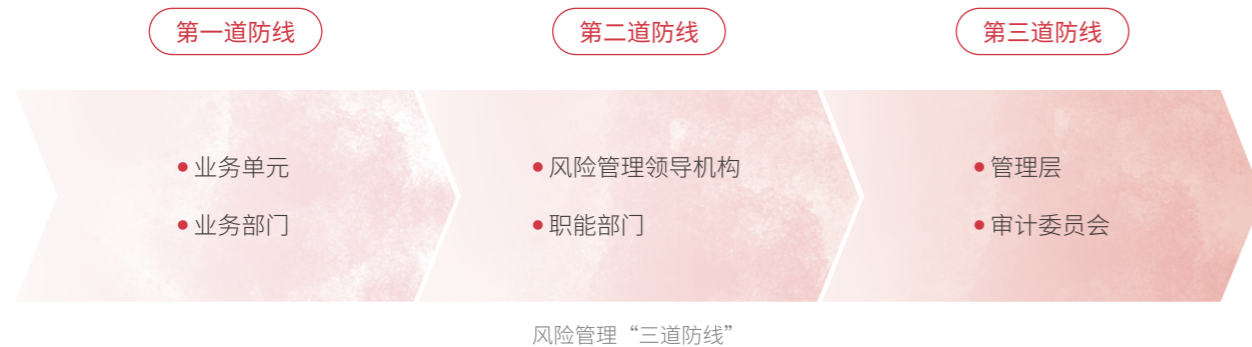 第一道防线
第二道防线
第三道防线
业务单元
业务部门
风险管理领导机构
职能部门
管理层
审计委员会
风险管理“三道防线”